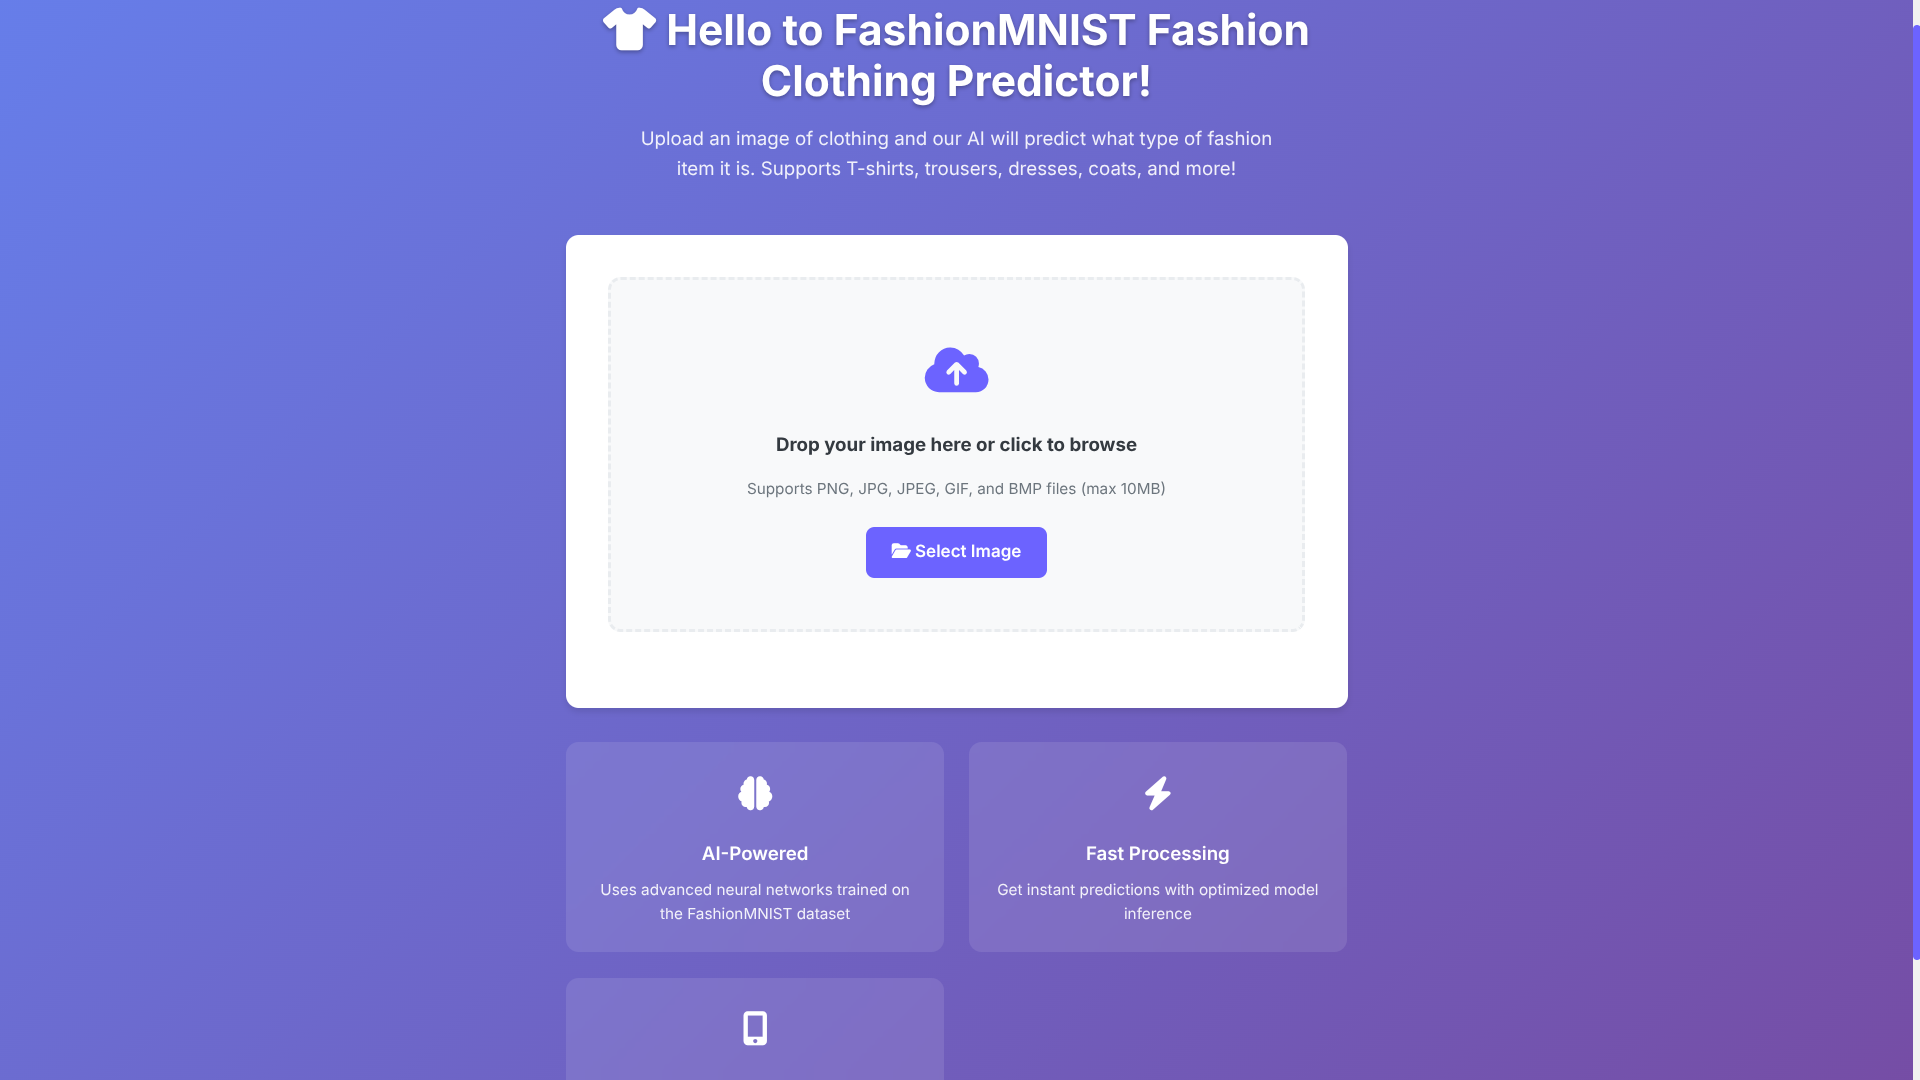 Hello to FashionMNIST Fashion
Clothing Predictor!
Upload an image of clothing and our AI will predict what type of fashion
item it is. Supports T-shirts, trousers, dresses, coats, and more!
Drop your image here or click to browse
Supports PNG, JPG, JPEG, GIF, and BMP files (max 10MB)
Select Image
AI-Powered
Uses advanced neural networks trained on
the FashionMNIST dataset
Fast Processing
Get instant predictions with optimized model
inference